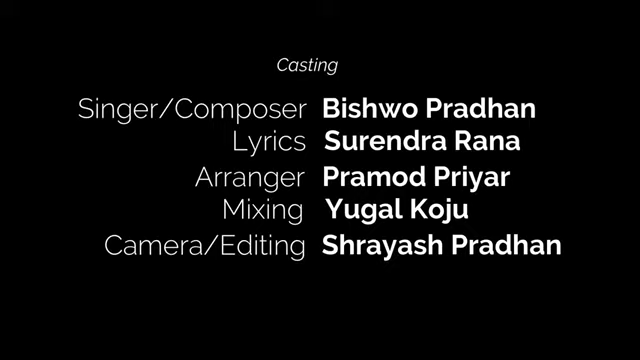 Casting
Singer/Composer Bishwo Pradhan
Lyrics Surendra Rana
Arranger Pramod Priyar
Mixing Yugal Koju
Camera/Editing Shrayash Pradhan